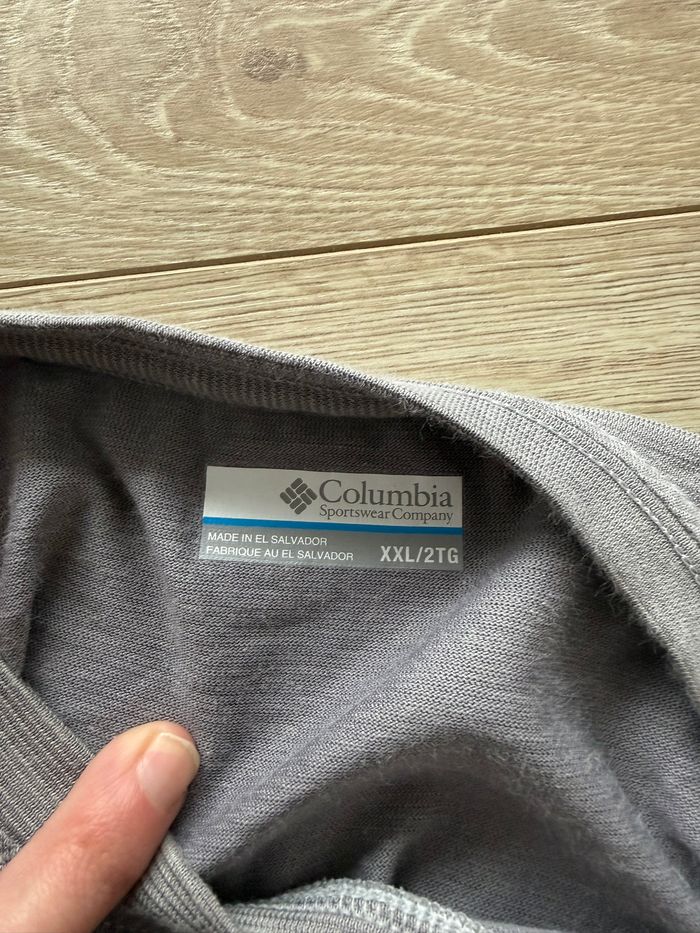 Columbia
Sportswear Company
MADE IN EL SALVADOR
FABRIQUE AU EL SALVADOR
XXL/2TG